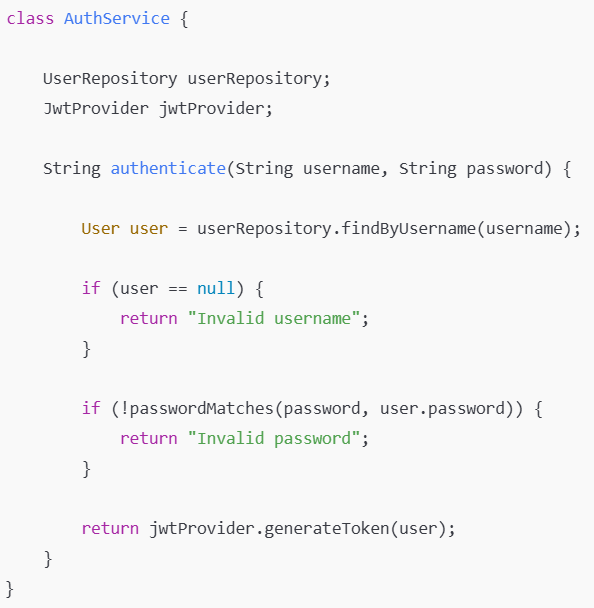 class AuthService {
UserRepository userRepository;
JwtProvider jwtProvider;
String authenticate(String username, String password) {
User user = userRepository.findByUsername(username);
if (user == null) {
return "Invalid username";
}
if (!passwordMatches(password, user.password)) {
return "Invalid password";
}
return jwtProvider.generateToken(user);
}
}